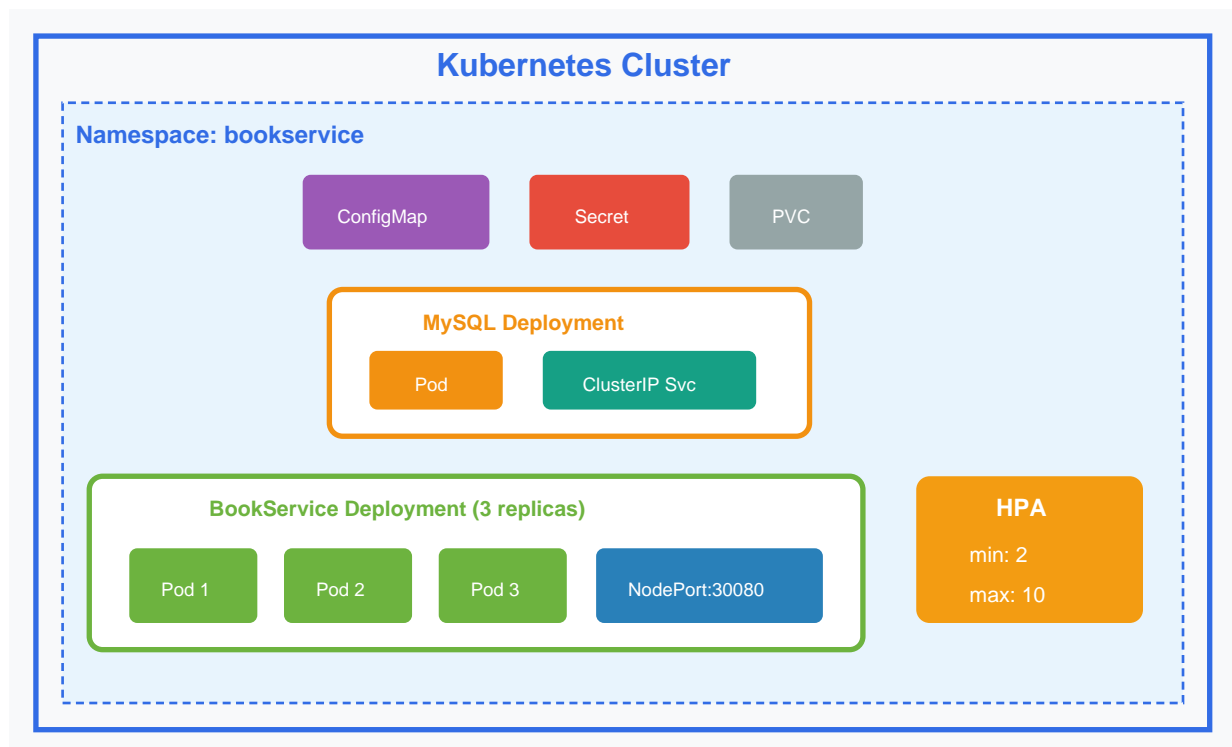 Kubernetes Cluster
Namespace: bookservice
ConfigMap
Secret
PVC
MySQL Deployment
Pod
ClusterIP Svc
BookService Deployment (3 replicas)
Pod 1
Pod 2
Pod 3
NodePort:30080
HPA
min: 2
max: 10